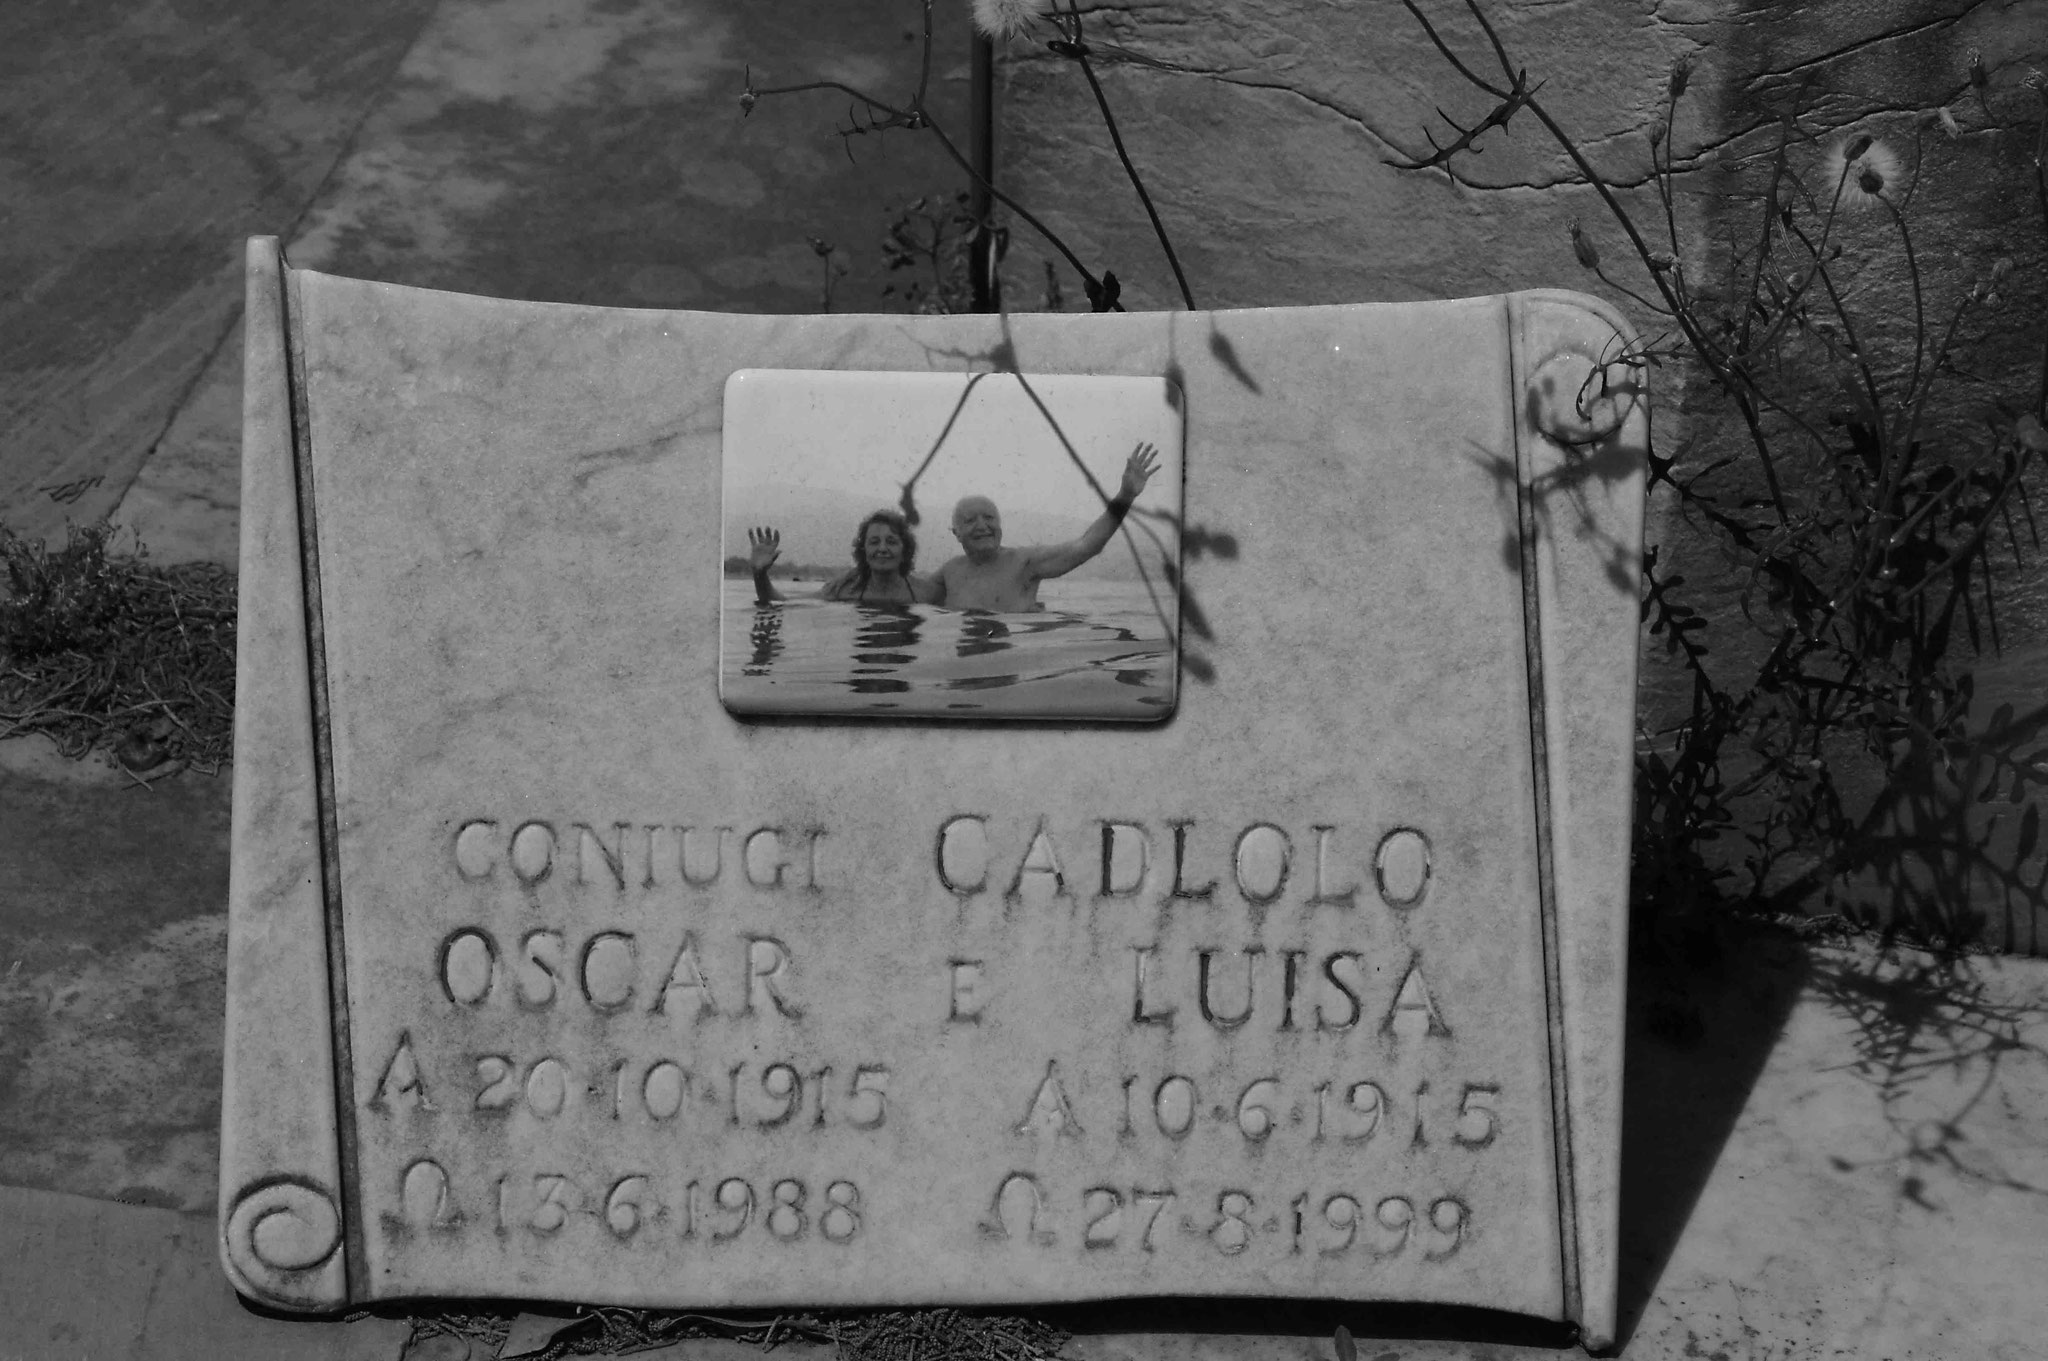 CONIUGI CADLOLO
OSCAR E LUISA
A 20·10·1915 A 10·6·1915
Ω 13·6·1988 Ω 27·8·1999